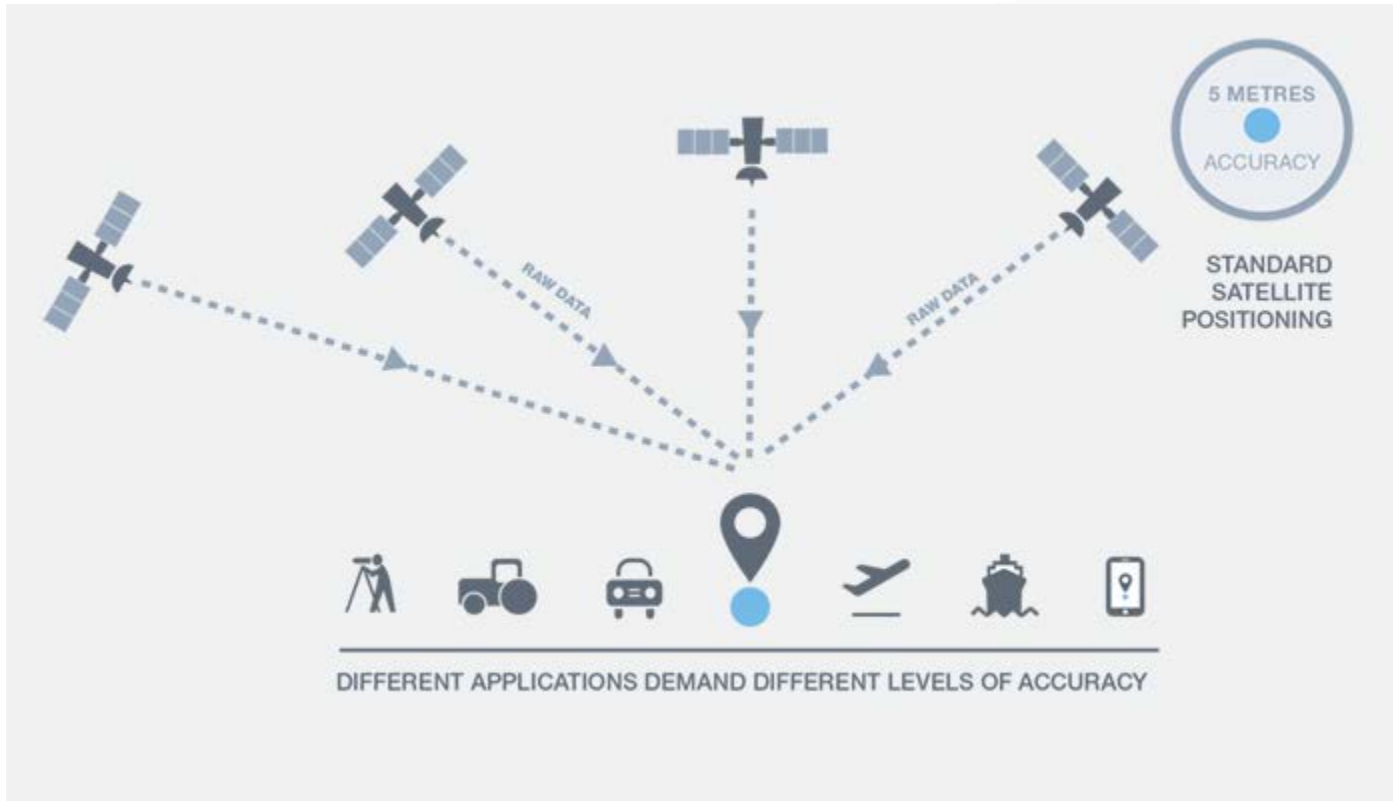 5 METRES
ACCURACY
STANDARD
SATELLITE
POSITIONING
RAW DATA
RAW DATA
DIFFERENT APPLICATIONS DEMAND DIFFERENT LEVELS OF ACCURACY